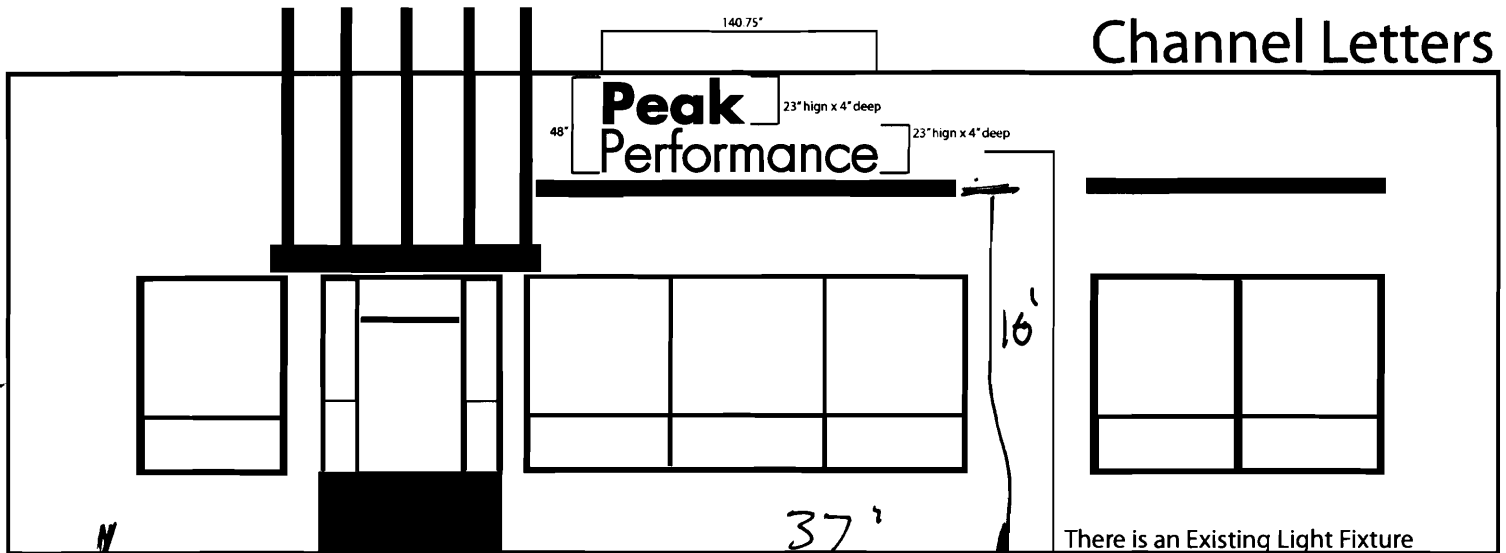 140.75"
Channel Letters
Peak
23" hign x 4" deep
48"
23" hign x 4" deep
Performance
16'
37'
There is an Existing Light Fixture